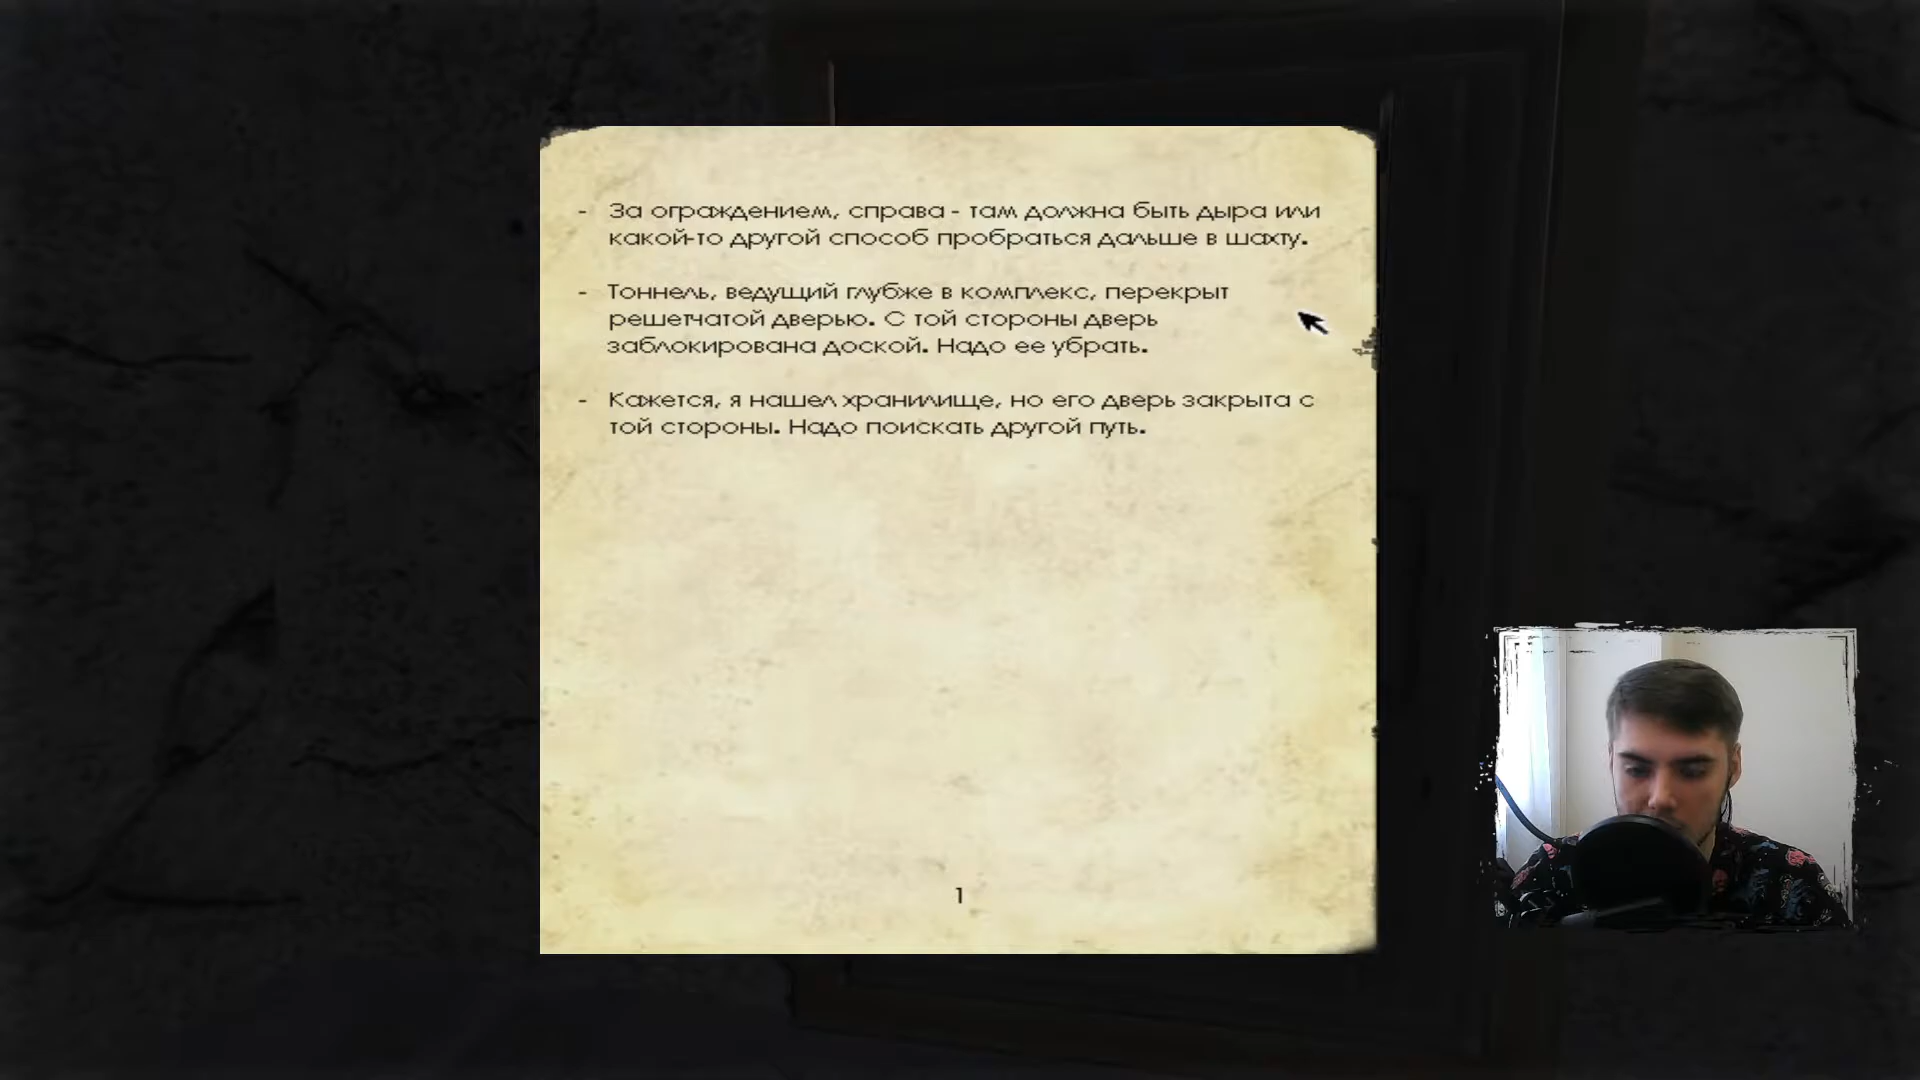 - За ограждением, справа - там должна быть дыра или
какой-то другой способ пробраться дальше в шахту.
- Тоннель, ведущий глубже в комплекс, перекрыт
решетчатой дверью. С той стороны дверь
заблокирована доской. Надо ее убрать.
- Кажется, я нашел хранилище, но его дверь закрыта с
той стороны. Надо поискать другой путь.
1